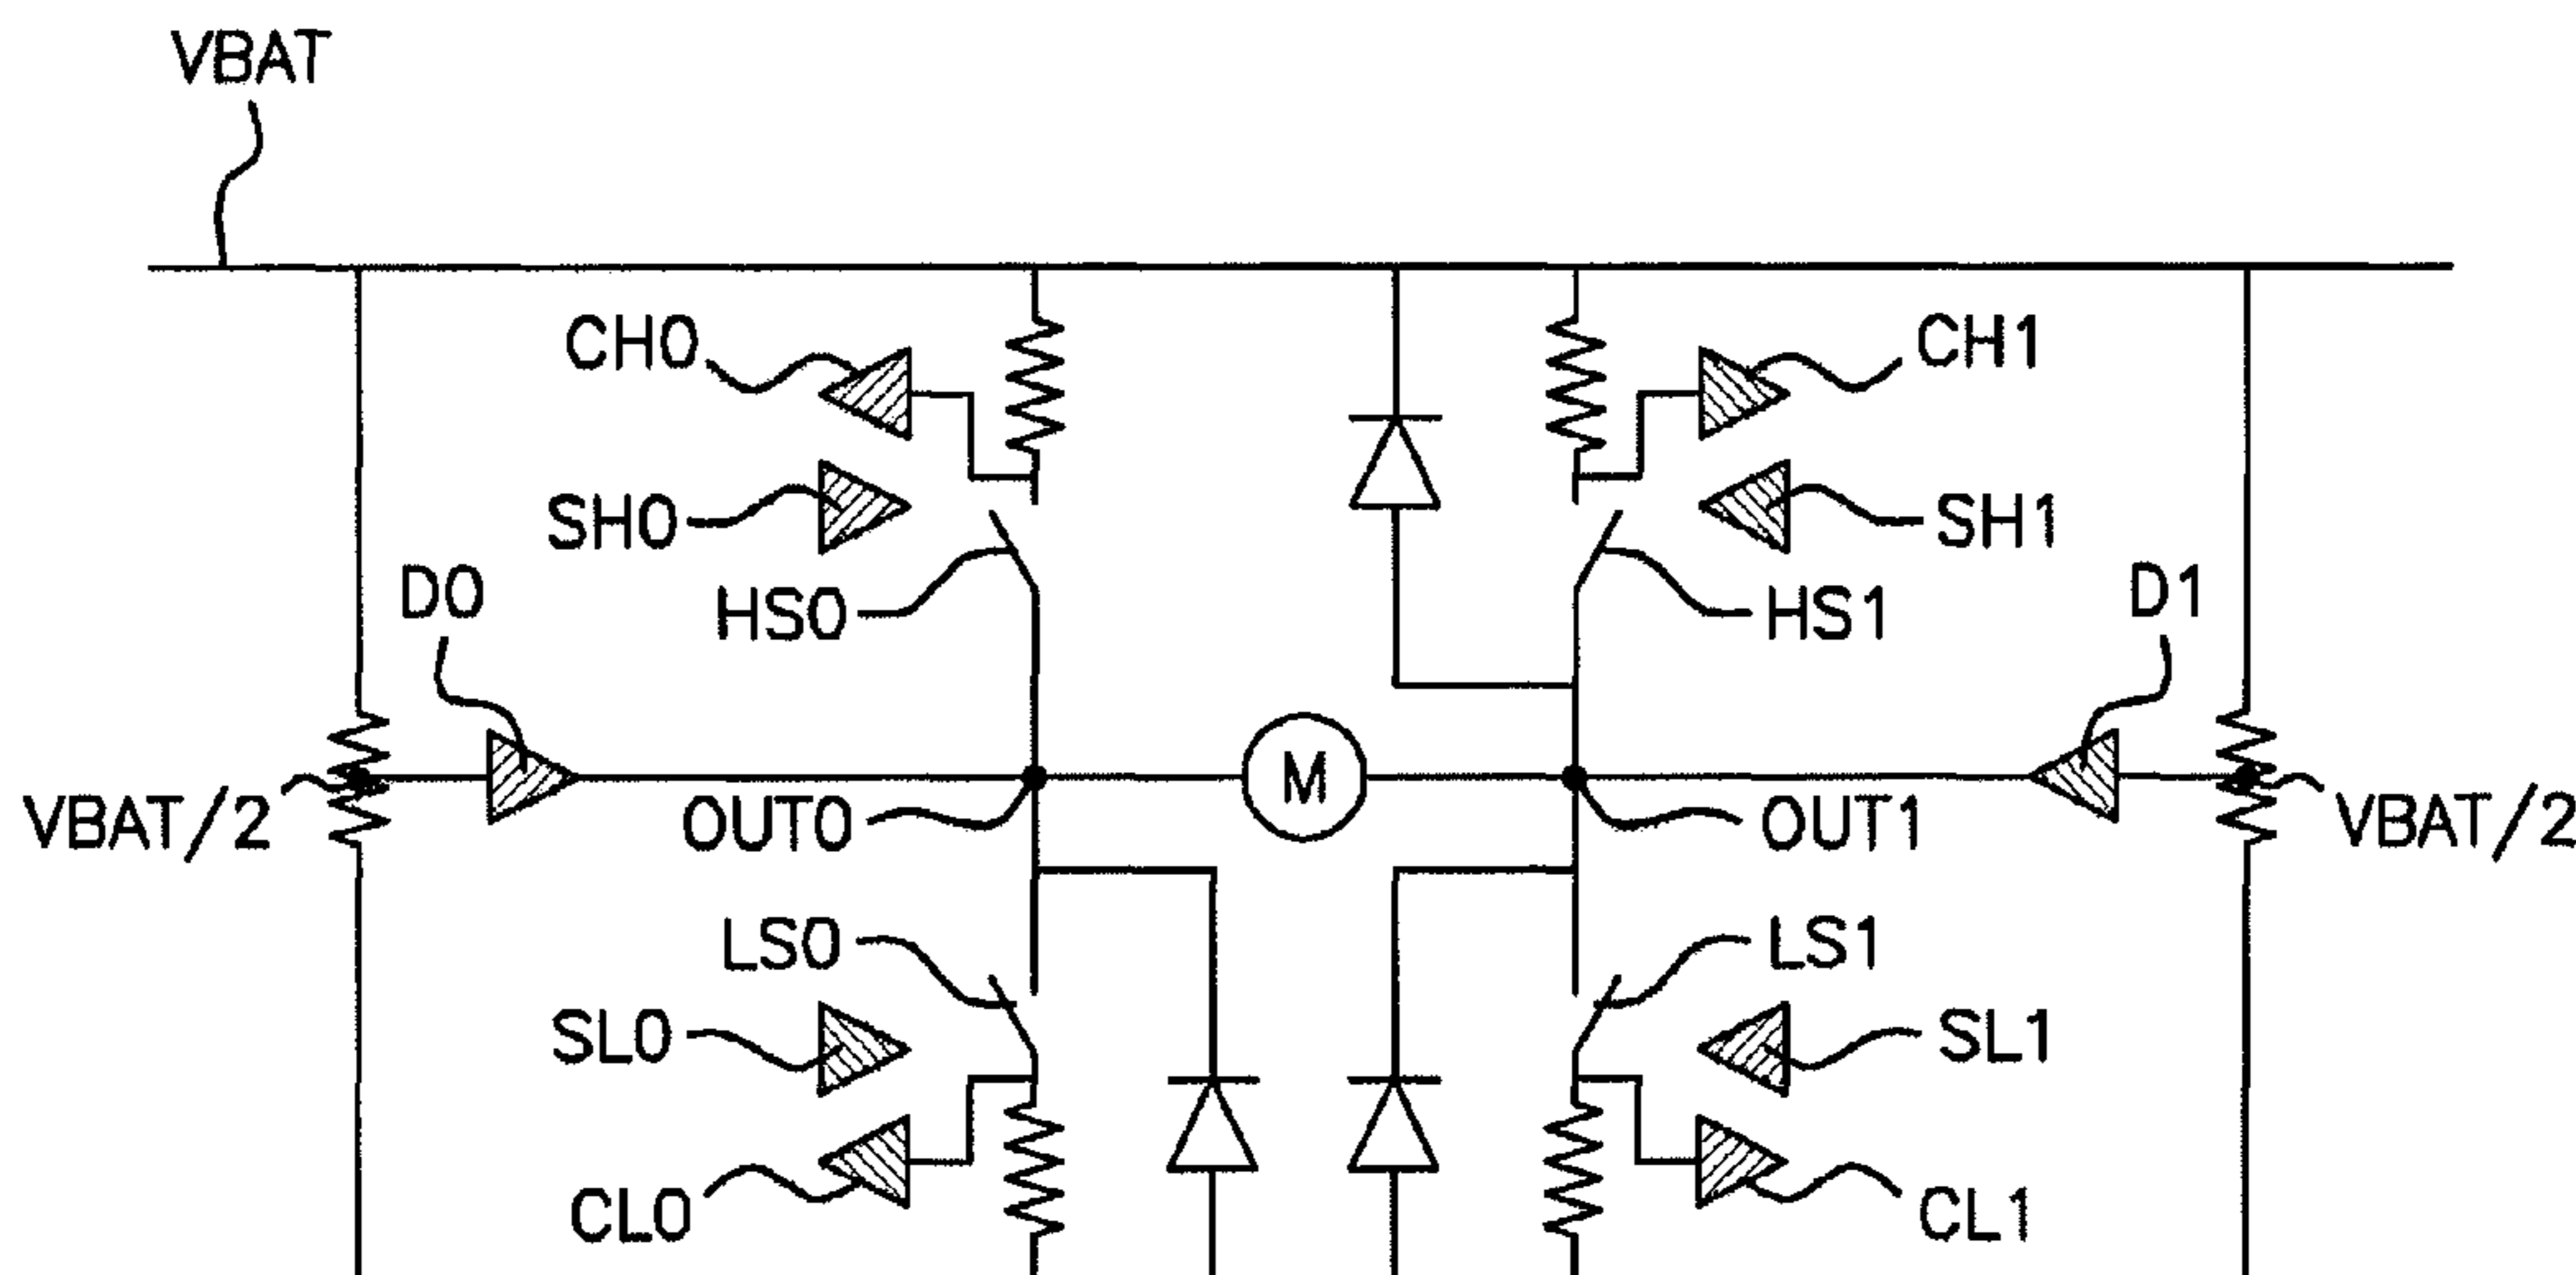 VBAT
CH0
CH1
SH0
SH1
D0
D1
HS0
HS1
VBAT/2
OUT0
M
OUT1
VBAT/2
LS0
LS1
SL0
SL1
CL0
CL1